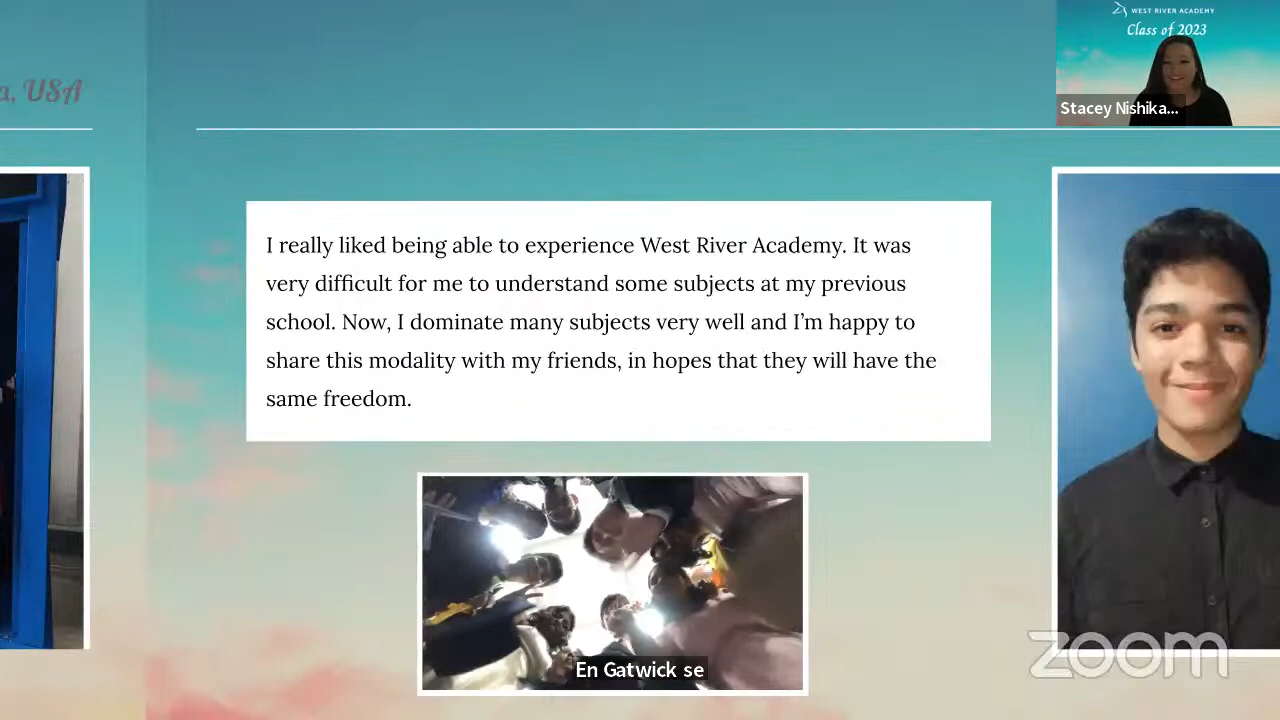 WEST RIVER ACADEMY
Class of 2023
a, USA
Stacey Nishika...
I really liked being able to experience West River Academy. It was
very difficult for me to understand some subjects at my previous
school. Now, I dominate many subjects very well and I’m happy to
share this modality with my friends, in hopes that they will have the
same freedom.
En Gatwick se
zoom